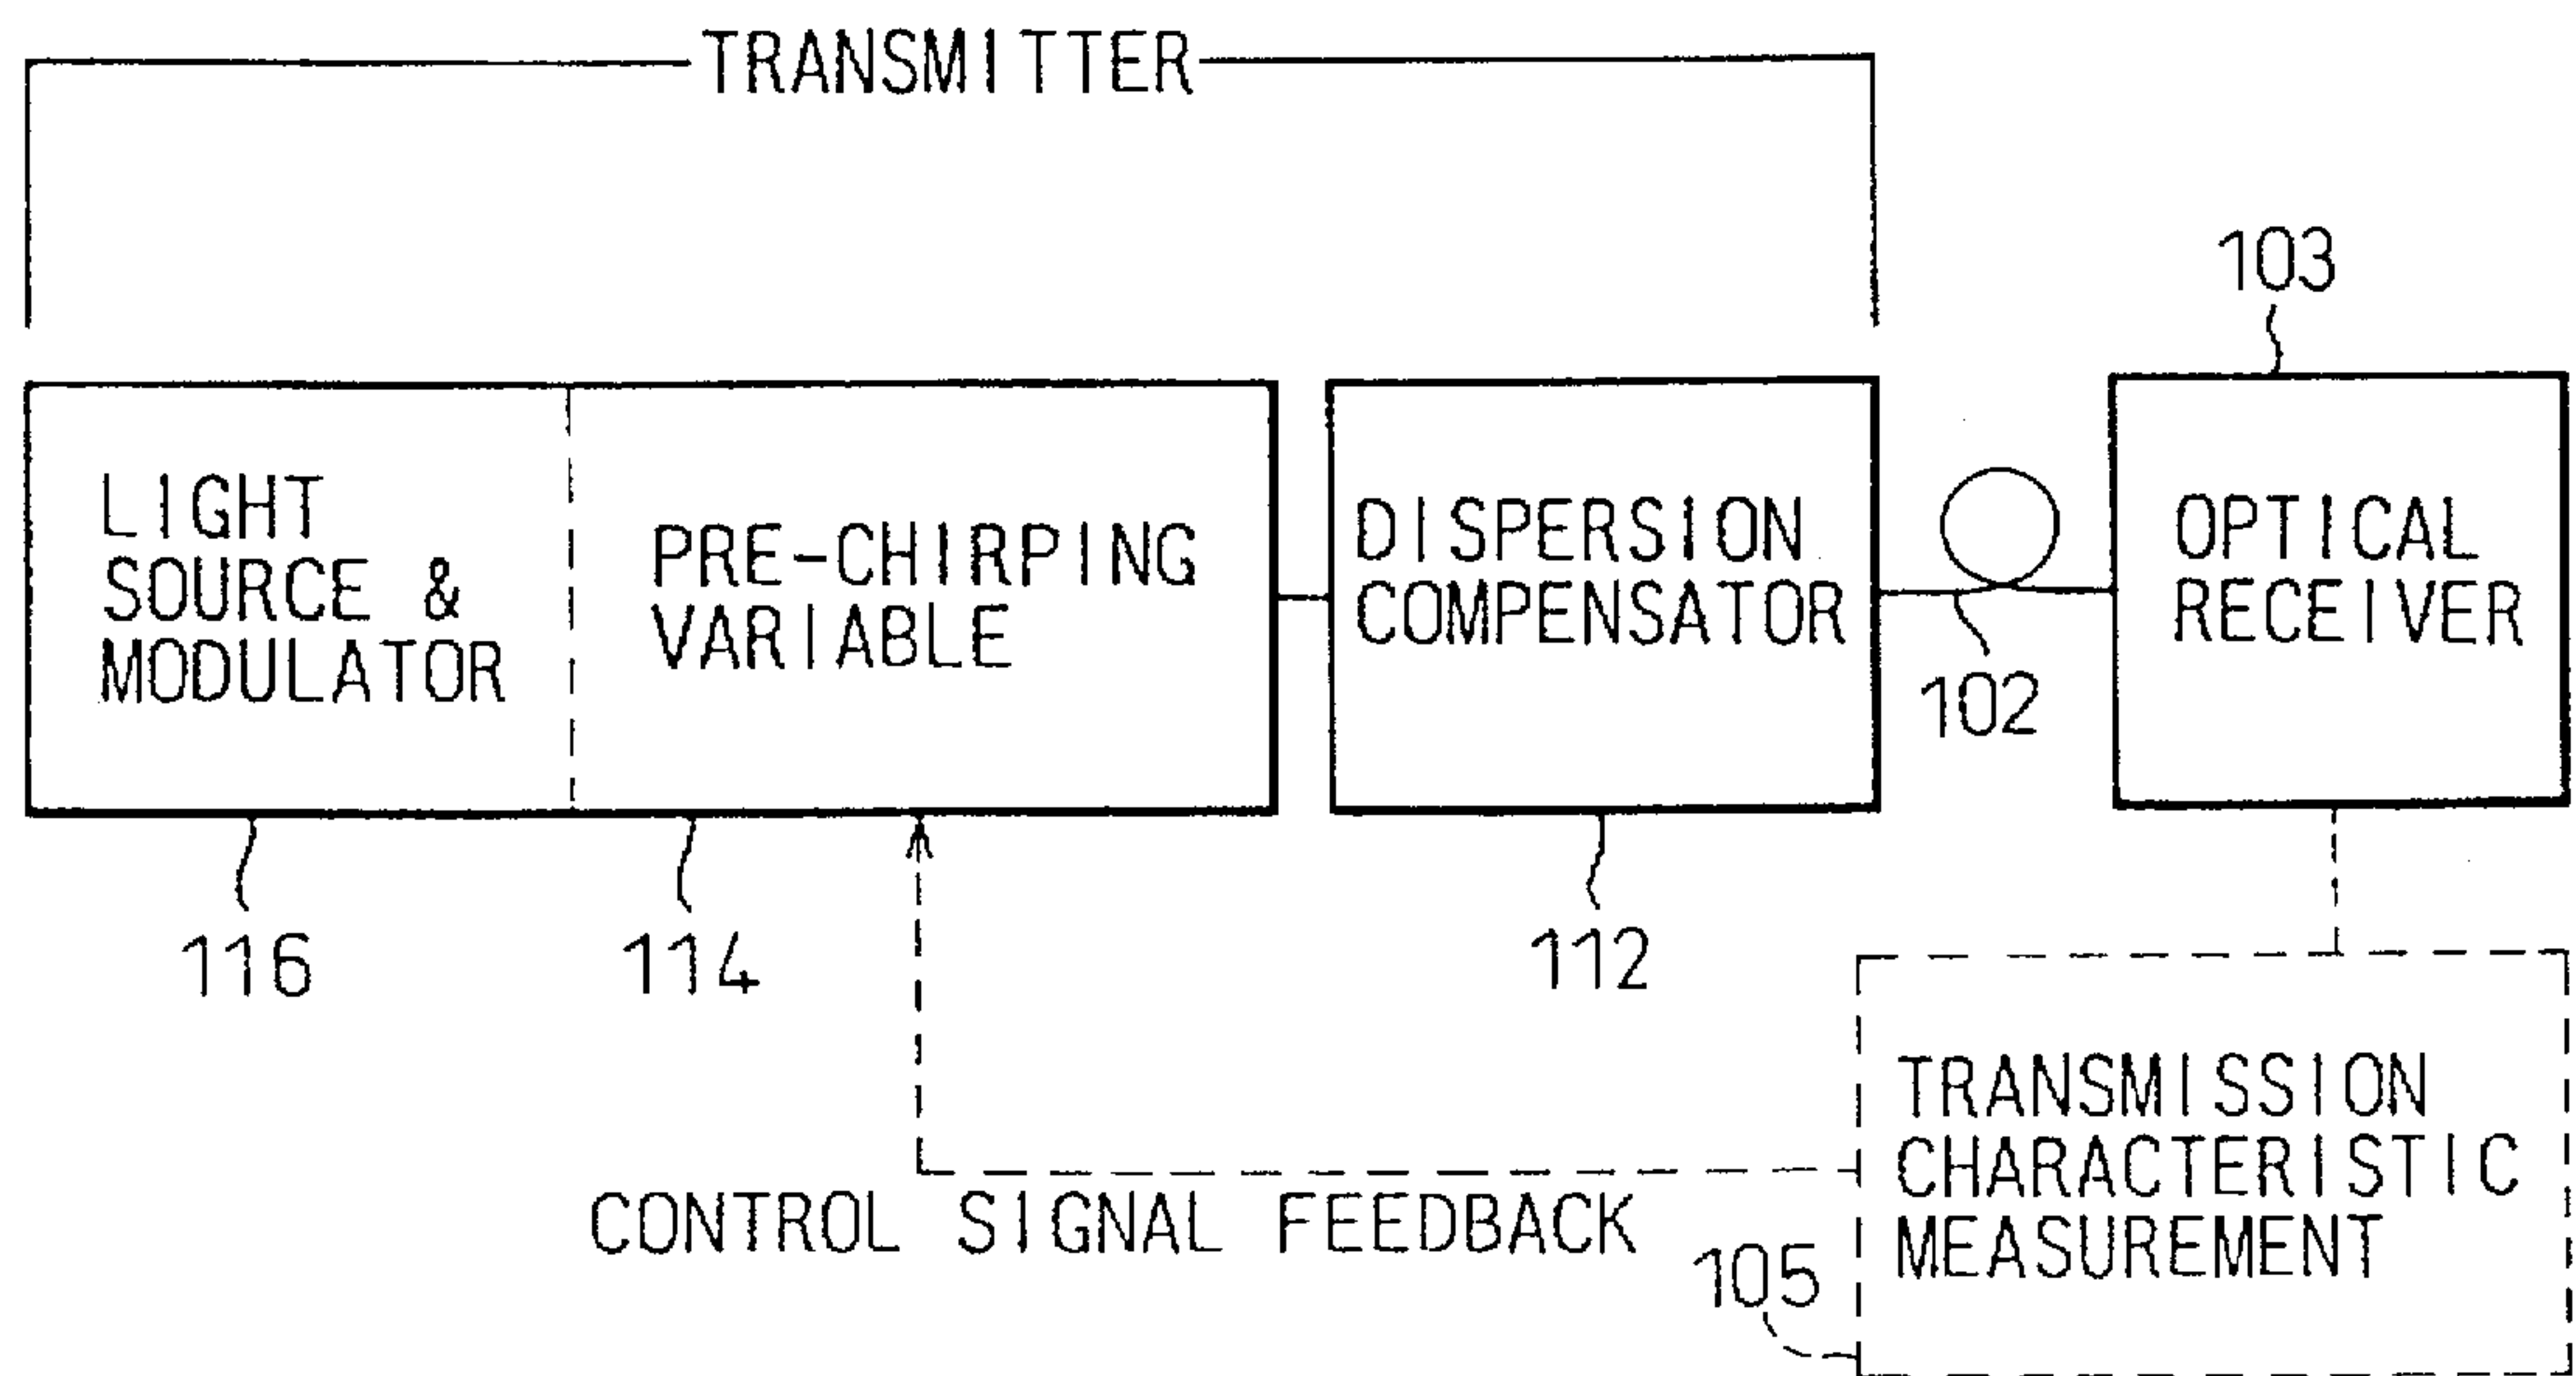 TRANSMITTER
103
LIGHT
SOURCE &
MODULATOR
PRE-CHIRPING
VARIABLE
DISPERSION
COMPENSATOR
OPTICAL
RECEIVER
102
116
114
112
TRANSMISSION
CHARACTERISTIC
MEASUREMENT
CONTROL SIGNAL FEEDBACK
105